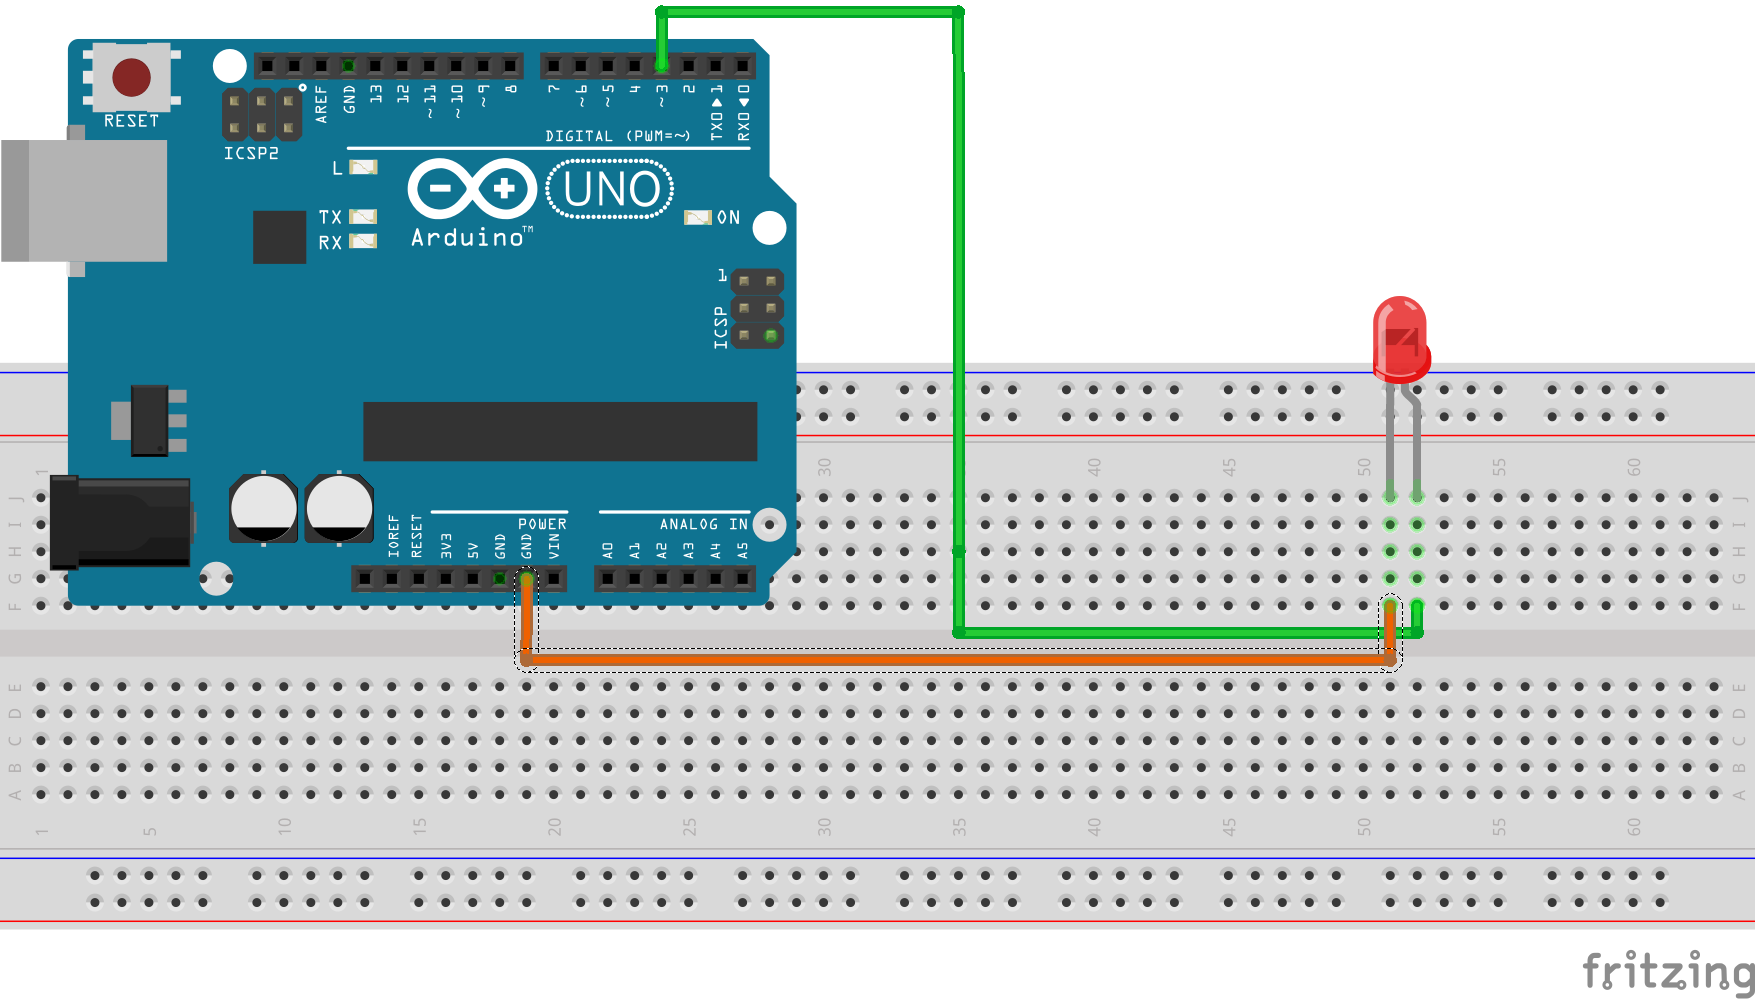 RESET
ICSP2
AREF
GND
13
12
~11
~10
~9
8
7
~6
~5
4
~3
2
TX0 1
RX0 0
DIGITAL (PWM=~)
L
TX
RX
UNO
Arduino™
ON
1
ICSP
IOREF
RESET
3V3
5V
GND
GND
VIN
POWER
ANALOG IN
A0
A1
A2
A3
A4
A5
1 30 40 45 50 55 60
J J
I I
H H
G G
F F
E E
D D
C C
B B
A A
1 5 10 15 20 25 30 35 40 45 50 55 60
fritzing